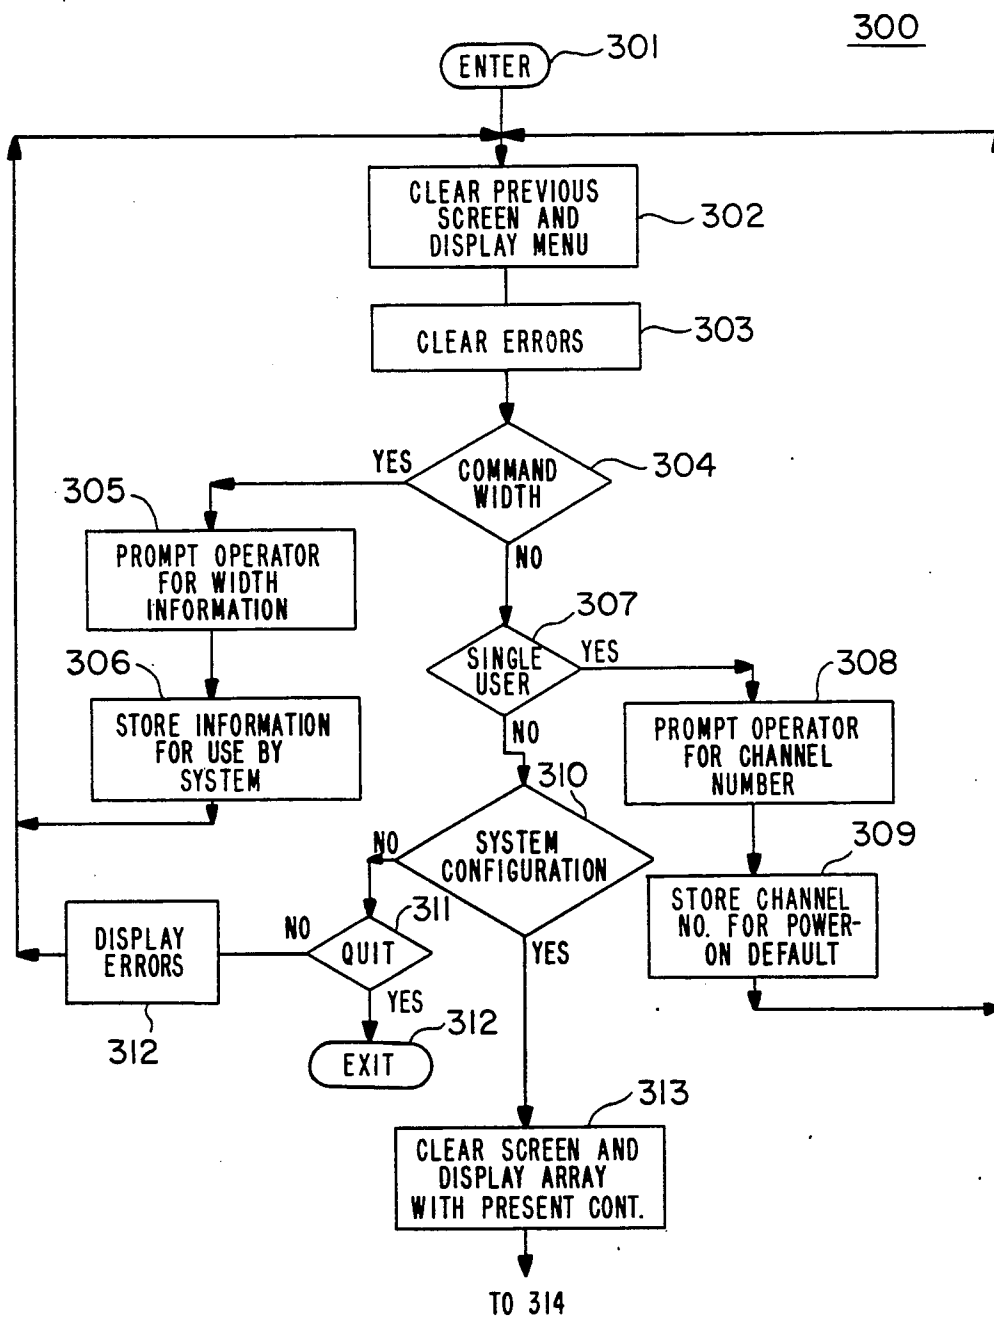 300
ENTER
301
CLEAR PREVIOUS
SCREEN AND
DISPLAY MENU
302
CLEAR ERRORS
303
COMMAND
WIDTH
304
YES
NO
305
PROMPT OPERATOR
FOR WIDTH
INFORMATION
306
STORE INFORMATION
FOR USE BY
SYSTEM
307
SINGLE
USER
YES
NO
308
PROMPT OPERATOR
FOR CHANNEL
NUMBER
309
STORE CHANNEL
NO. FOR POWER-
ON DEFAULT
310
SYSTEM
CONFIGURATION
NO
YES
311
QUIT
NO
YES
DISPLAY
ERRORS
312
312
EXIT
313
CLEAR SCREEN AND
DISPLAY ARRAY
WITH PRESENT CONT.
TO 314